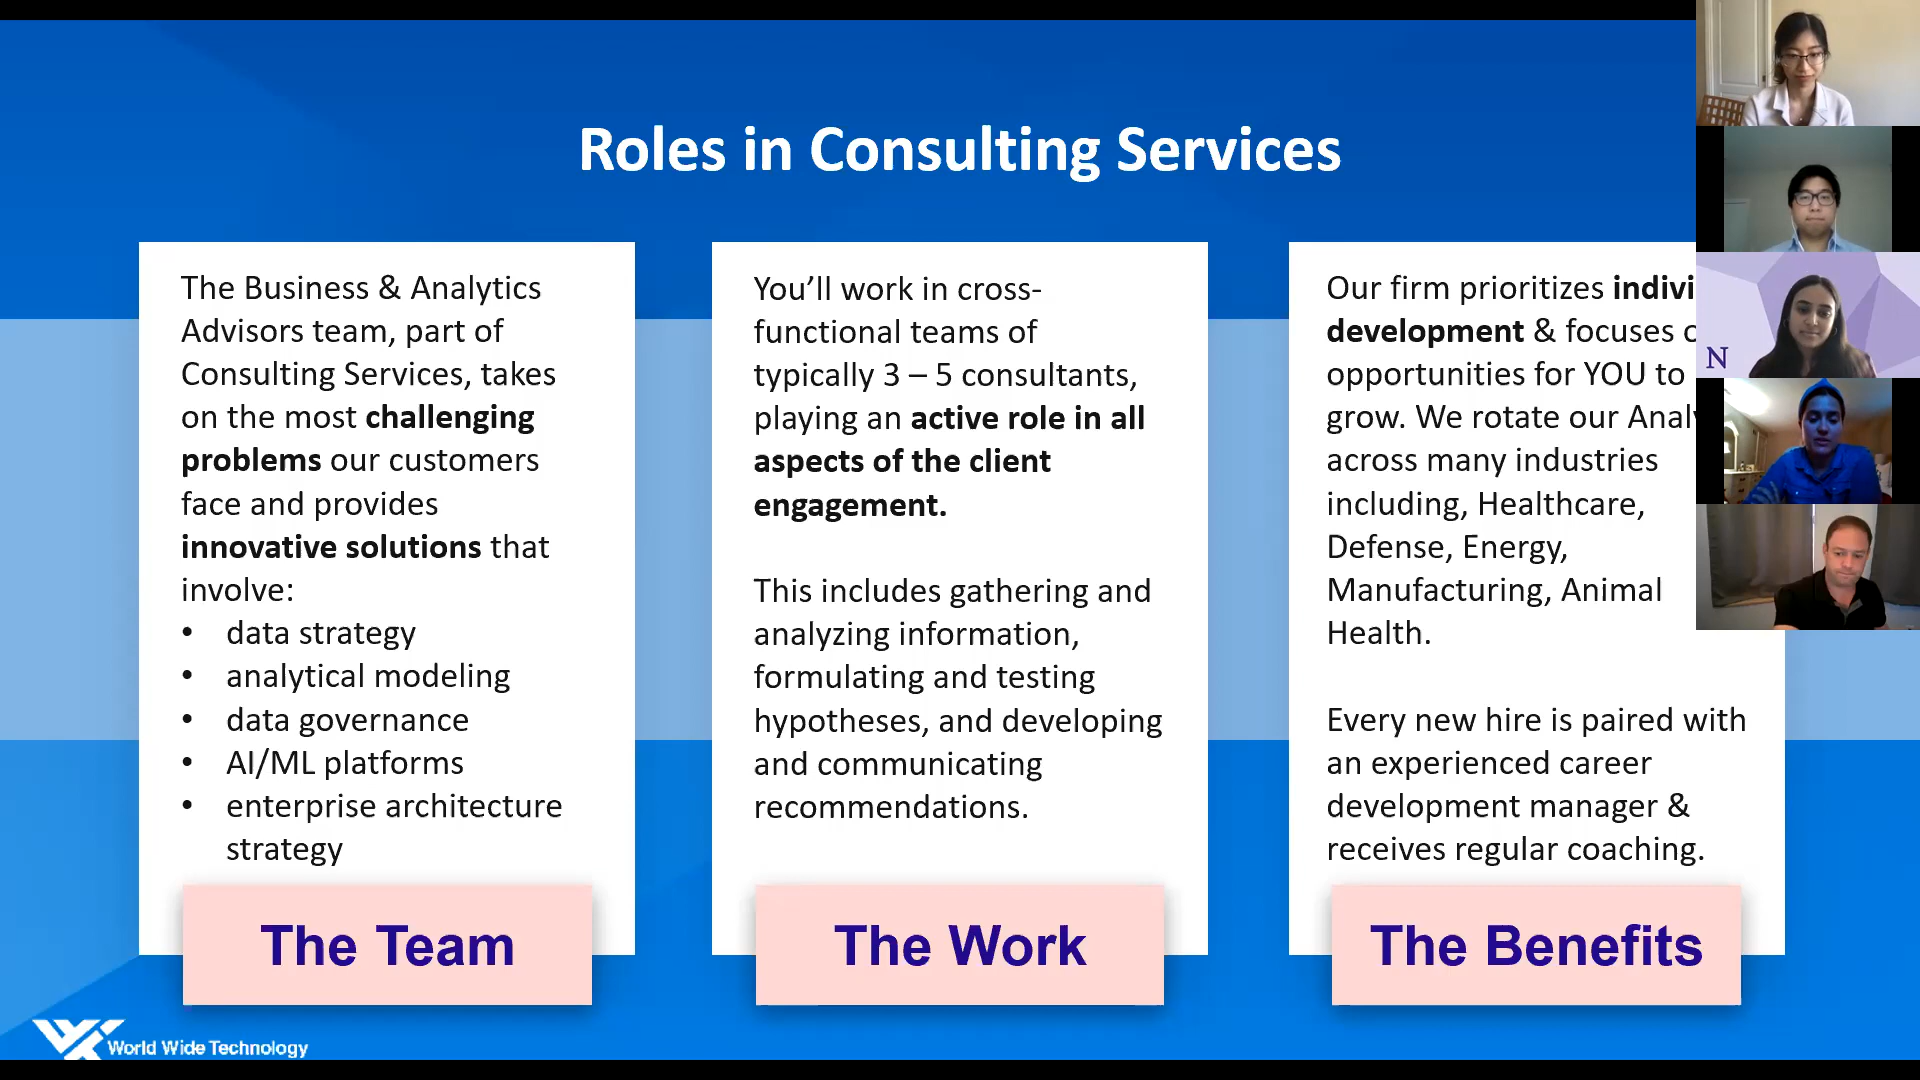 Roles in Consulting Services
The Business & Analytics
Advisors team, part of
Consulting Services, takes
on the most challenging
problems our customers
face and provides
innovative solutions that
involve:
• data strategy
• analytical modeling
• data governance
• AI/ML platforms
• enterprise architecture
strategy
The Team
You’ll work in cross-
functional teams of
typically 3 – 5 consultants,
playing an active role in all
aspects of the client
engagement.
This includes gathering and
analyzing information,
formulating and testing
hypotheses, and developing
and communicating
recommendations.
The Work
Our firm prioritizes
development & focuses
opportunities for YOU to
grow. We rotate our
across many industries
including, Healthcare,
Defense, Energy,
Manufacturing, Animal
Health.
Every new hire is paired with
an experienced career
development manager &
receives regular coaching.
The Benefits
N
World Wide Technology